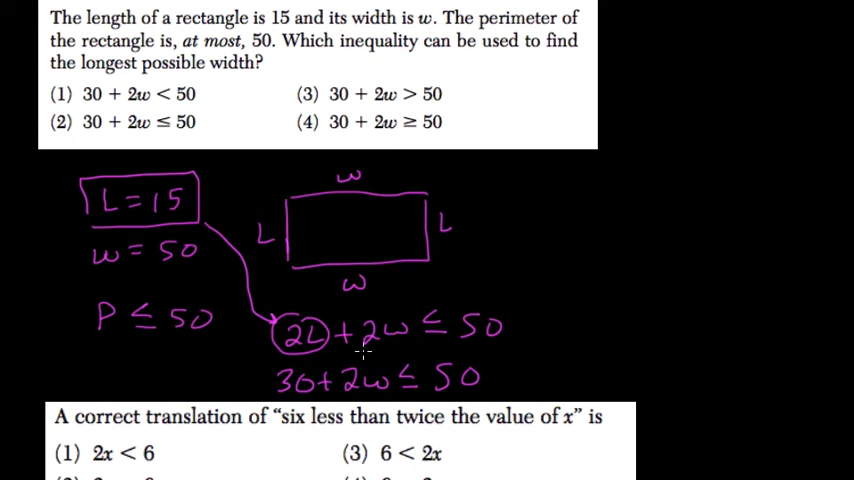 The length of a rectangle is 15 and its width is w. The perimeter of
the rectangle is, at most, 50. Which inequality can be used to find
the longest possible width?
(1) 30 + 2w < 50 (3) 30 + 2w > 50
(2) 30 + 2w ≤ 50 (4) 30 + 2w ≥ 50
w
L = 15
L L
w = 50
w
P ≤ 50
2L + 2w ≤ 50
30 + 2w ≤ 50
A correct translation of “six less than twice the value of x” is
(1) 2x < 6 (3) 6 < 2x